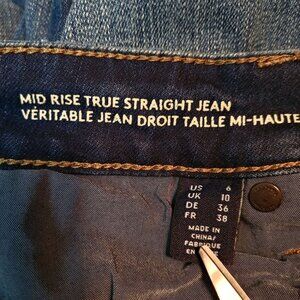 MID RISE TRUE STRAIGHT JEAN
VÉRITABLE JEAN DROIT TAILLE MI-HAUTE
US 6
UK 10
DE 36
FR 38
MADE IN
CHINA/
FABRIQUÉ
EN